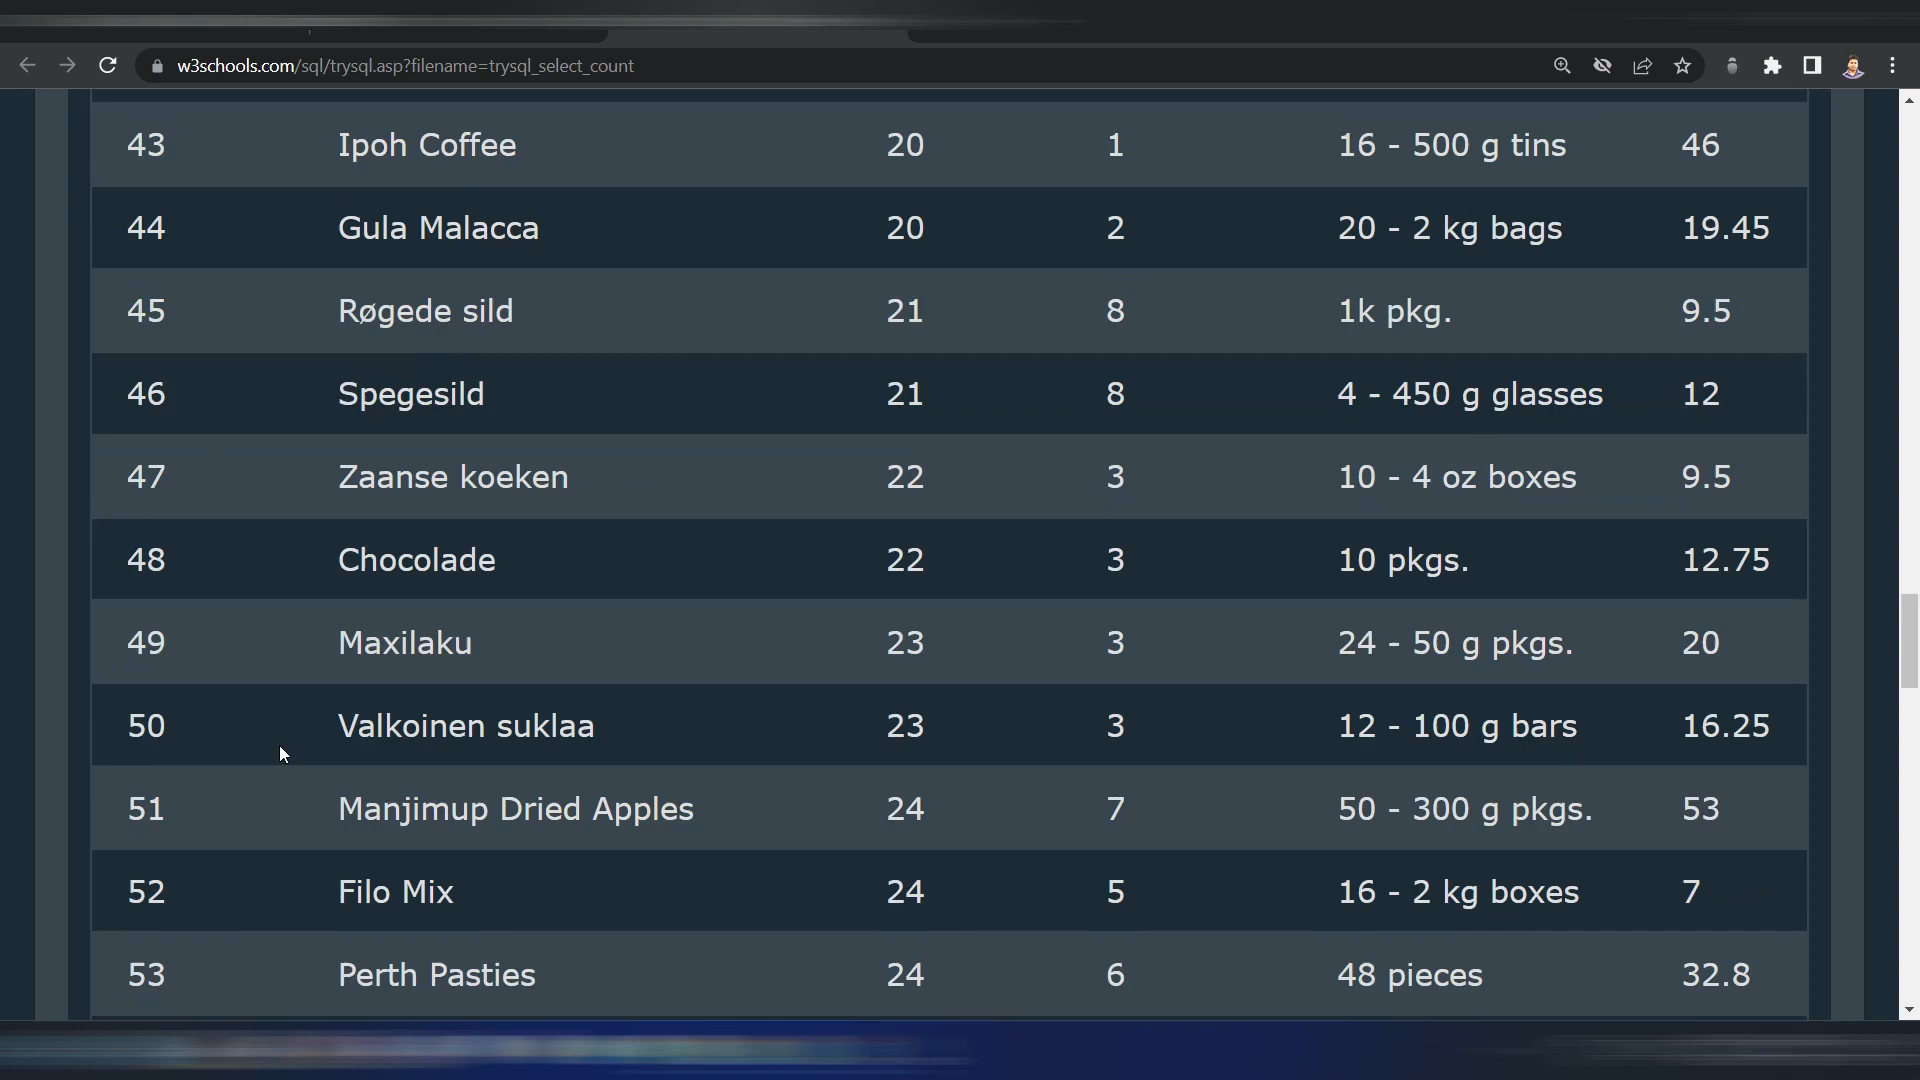 w3schools.com/sql/trysql.asp?filename=trysql_select_count
43 Ipoh Coffee 20 1 16 - 500 g tins 46
44 Gula Malacca 20 2 20 - 2 kg bags 19.45
45 Røgede sild 21 8 1k pkg. 9.5
46 Spegesild 21 8 4 - 450 g glasses 12
47 Zaanse koeken 22 3 10 - 4 oz boxes 9.5
48 Chocolade 22 3 10 pkgs. 12.75
49 Maxilaku 23 3 24 - 50 g pkgs. 20
50 Valkoinen suklaa 23 3 12 - 100 g bars 16.25
51 Manjimup Dried Apples 24 7 50 - 300 g pkgs. 53
52 Filo Mix 24 5 16 - 2 kg boxes 7
53 Perth Pasties 24 6 48 pieces 32.8